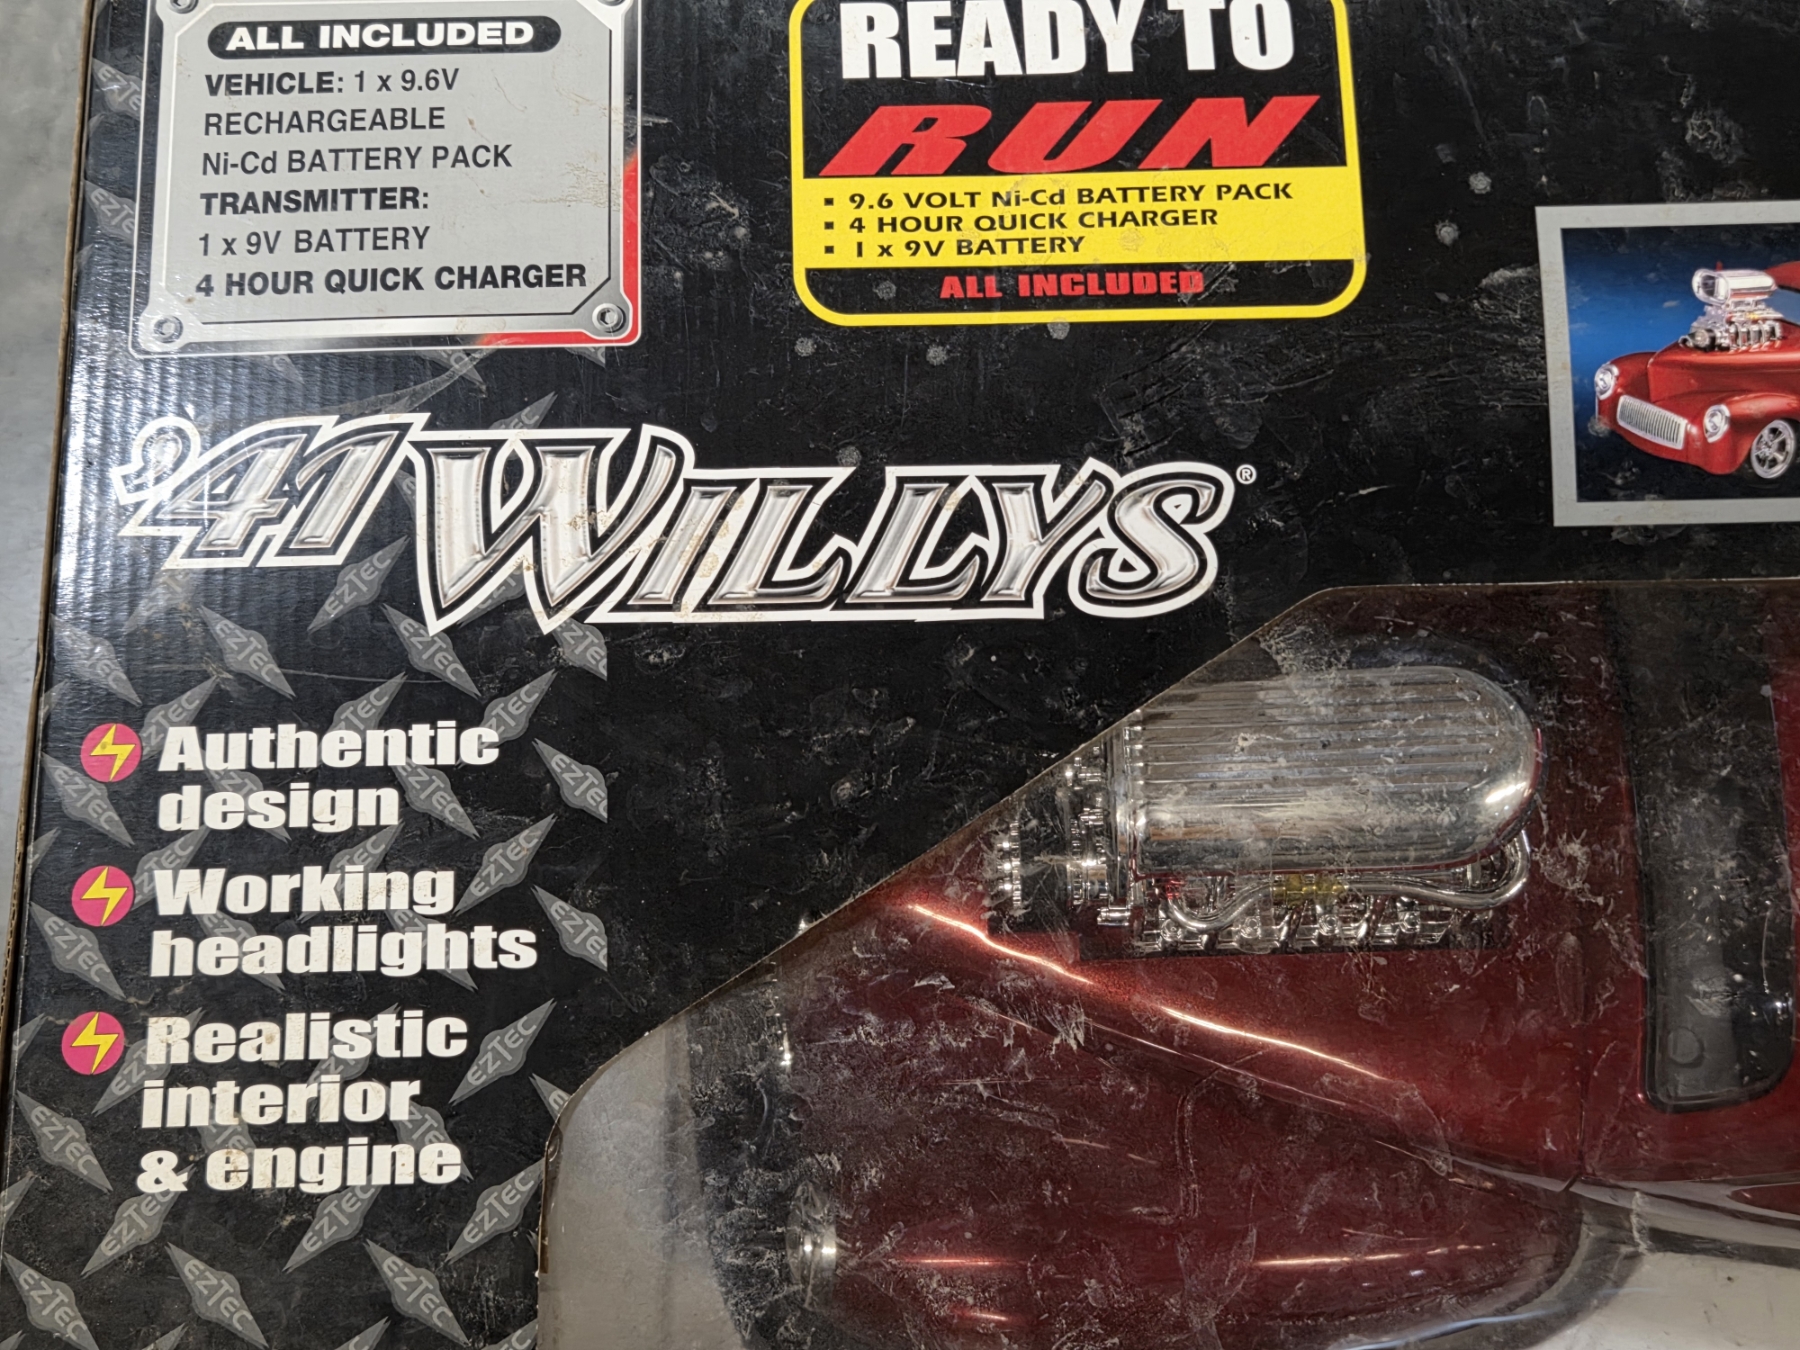 ALL INCLUDED
VEHICLE: 1 x 9.6V
RECHARGEABLE
Ni-Cd BATTERY PACK
TRANSMITTER:
1 x 9V BATTERY
4 HOUR QUICK CHARGER
READY TO
RUN
▪ 9.6 VOLT Ni-Cd BATTERY PACK
▪ 4 HOUR QUICK CHARGER
▪ 1 x 9V BATTERY
ALL INCLUDED
'41 WILLYS®
Authentic
design
Working
headlights
Realistic
interior
& engine
EZTEC